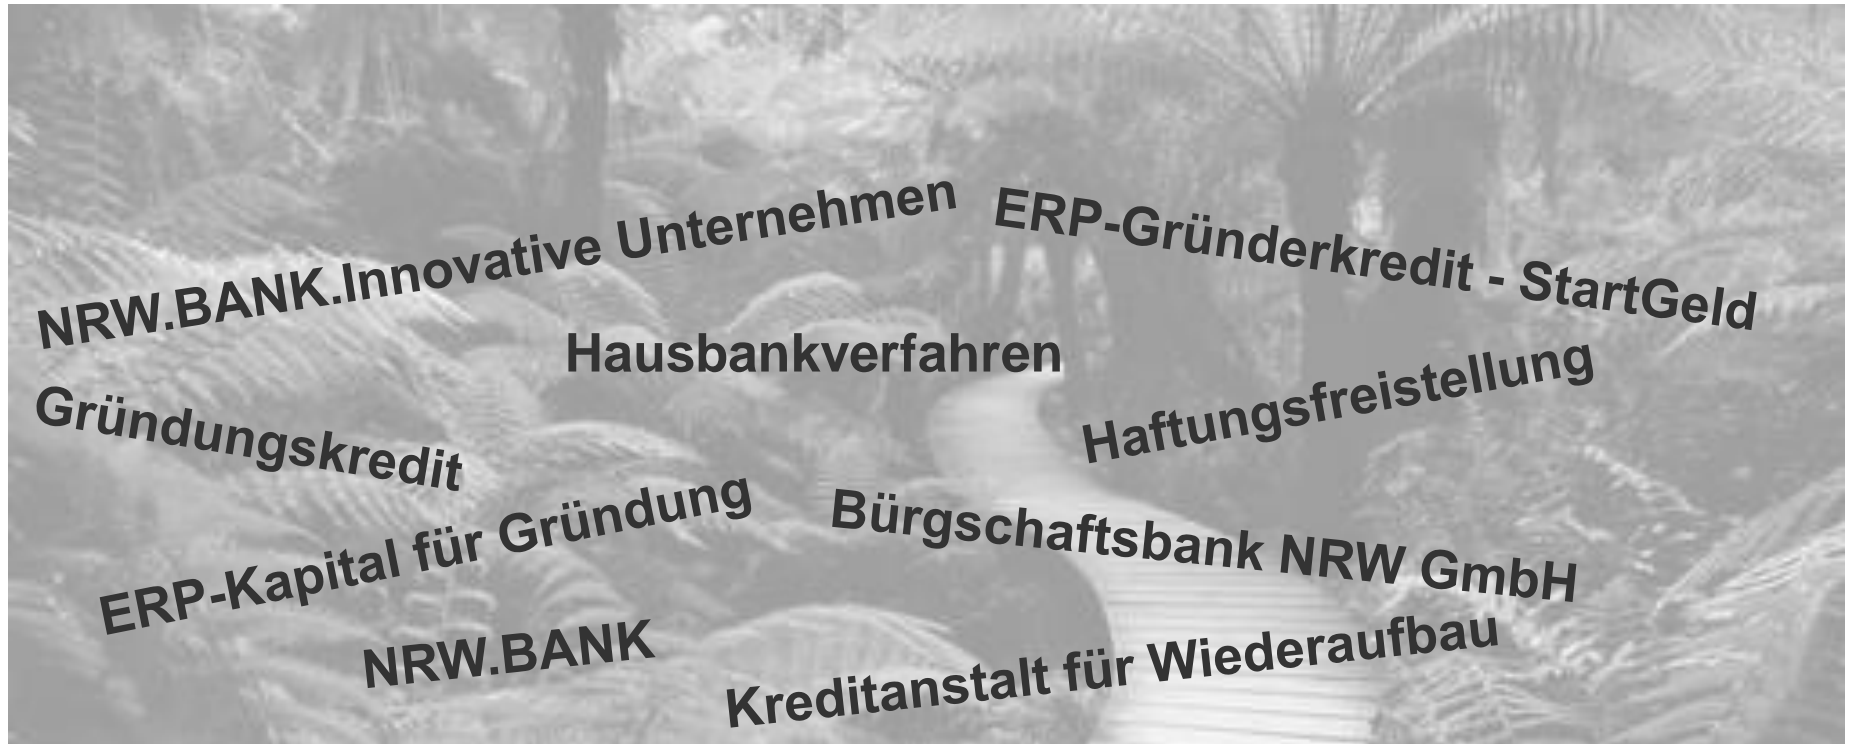 NRW.BANK.Innovative Unternehmen
ERP-Gründerkredit - StartGeld
Hausbankverfahren
Haftungsfreistellung
Gründungskredit
ERP-Kapital für Gründung
Bürgschaftsbank NRW GmbH
NRW.BANK
Kreditanstalt für Wiederaufbau